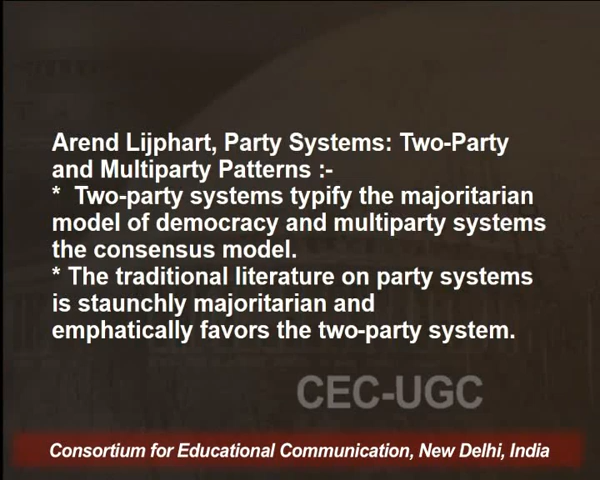 Arend Lijphart, Party Systems: Two-Party
and Multiparty Patterns :-
*  Two-party systems typify the majoritarian
model of democracy and multiparty systems
the consensus model.
* The traditional literature on party systems
is staunchly majoritarian and
emphatically favors the two-party system.
CEC-UGC
Consortium for Educational Communication, New Delhi, India